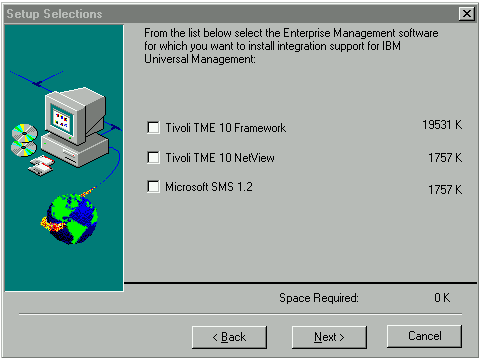 Setup Selections
From the list below select the Enterprise Management software
for which you want to install integration support for IBM
Universal Management:
Tivoli TME 10 Framework 19531 K
Tivoli TME 10 NetView 1757 K
Microsoft SMS 1.2 1757 K
Space Required: 0 K
< Back Next > Cancel